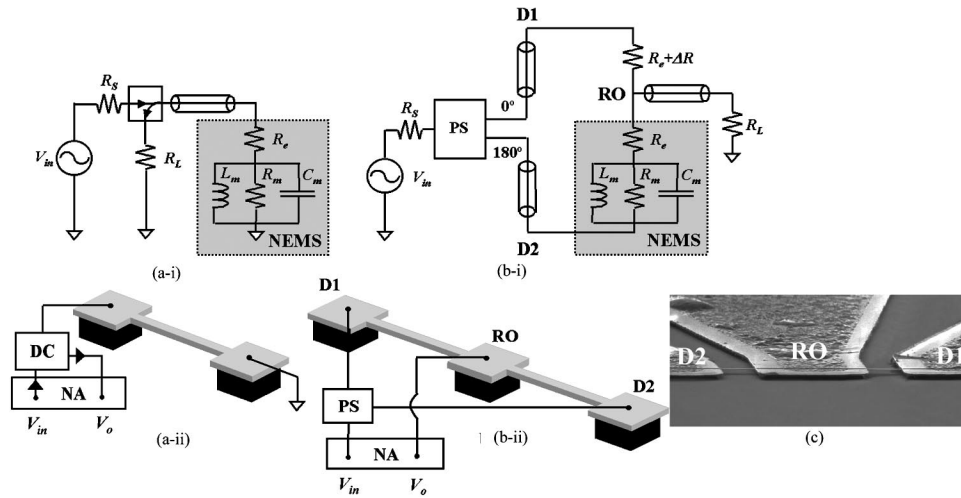 D1
R_S
V_in
R_L
R_e
L_m R_m C_m
NEMS
(a-i)
R_e+ΔR
RO
R_S
PS
0°
180°
V_in
R_L
R_e
L_m R_m C_m
NEMS
D2
(b-i)
DC
NA
V_in V_o
(a-ii)
D1
RO
D2
PS
NA
V_in V_o
(b-ii)
D2 RO
(c)